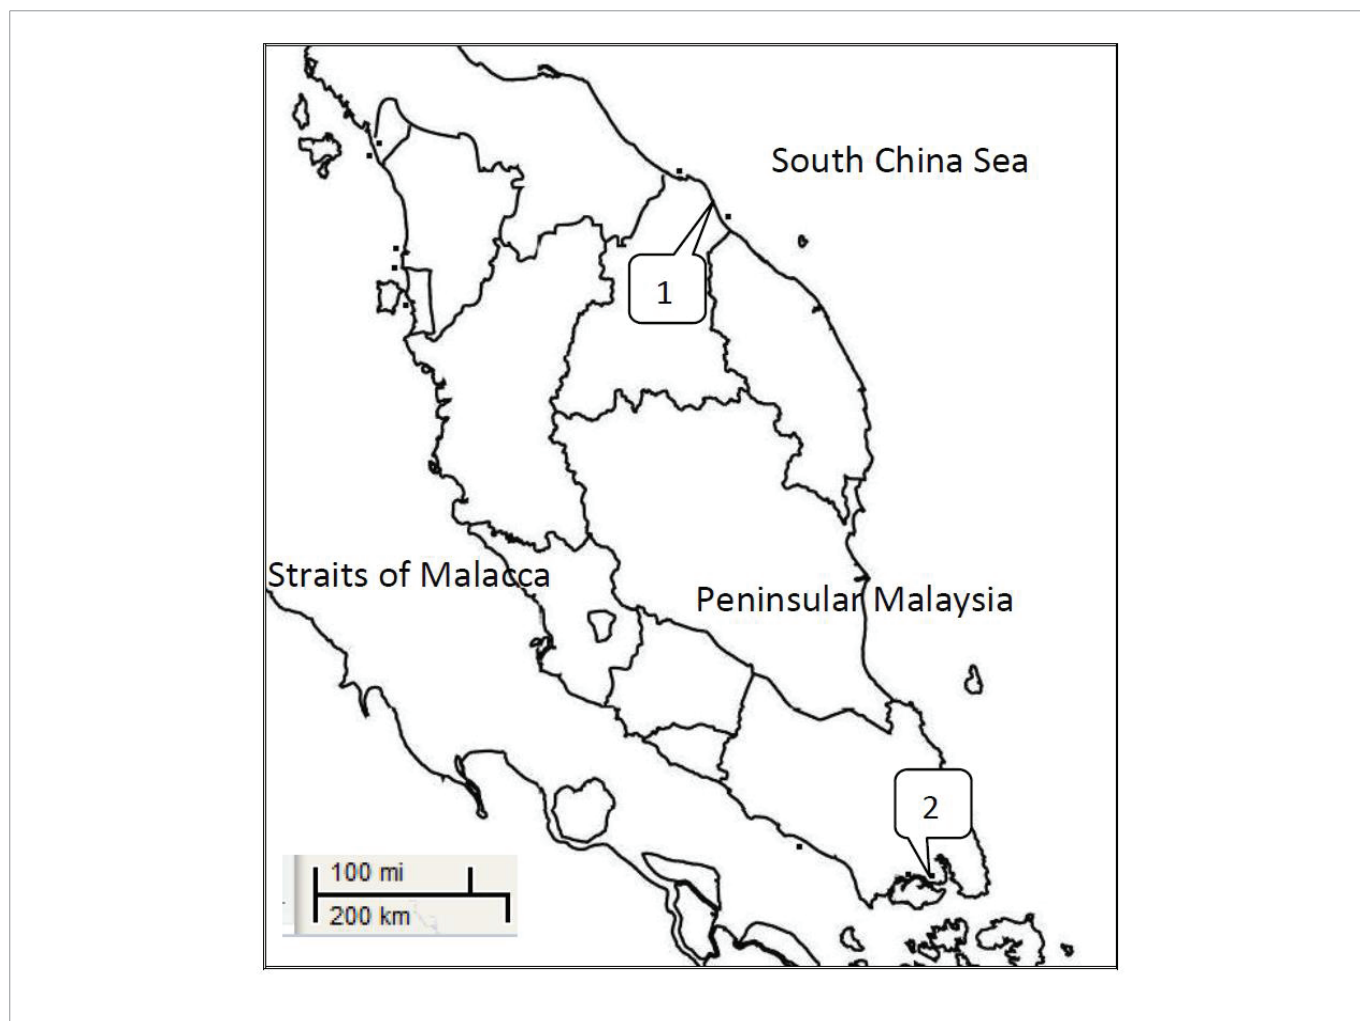 South China Sea
1
Straits of Malacca
Peninsular Malaysia
2
100 mi
200 km